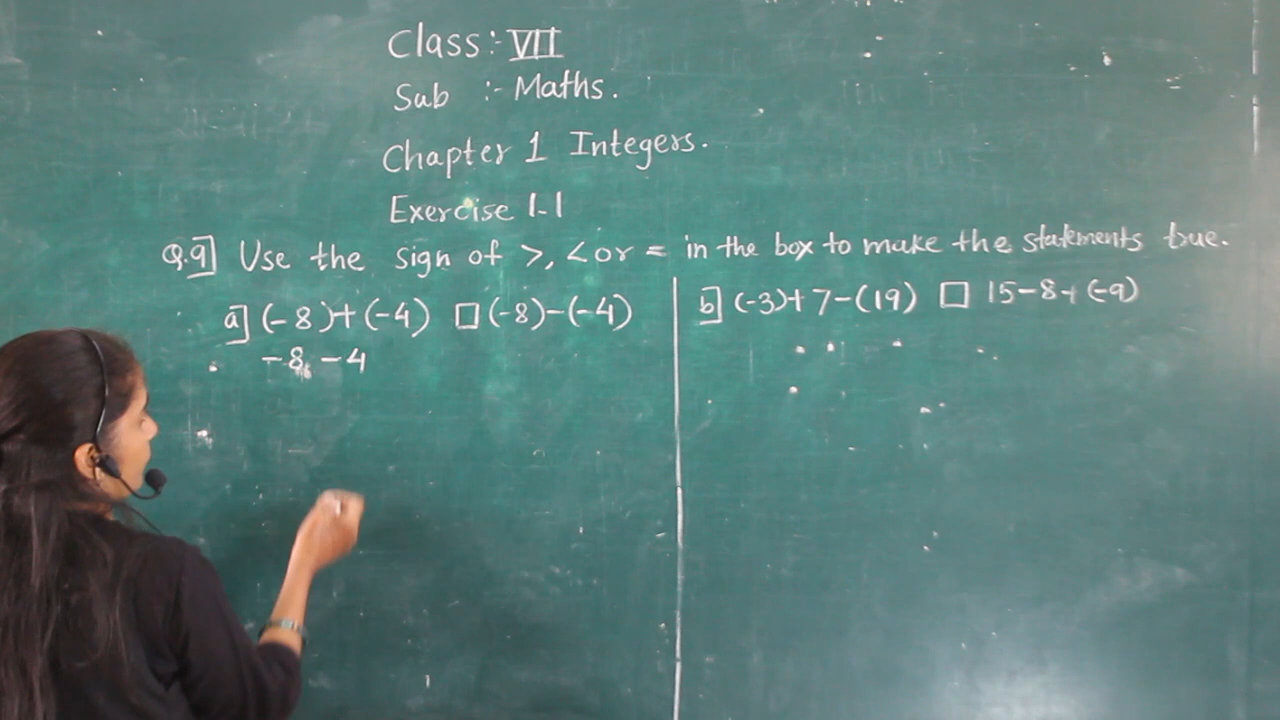 Class :- VII
Sub :- Maths.
Chapter 1 Integers.
Exercise 1.1
Q.9] Use the sign of >, < or = in the box to make the statements true.
a] (-8)+(-4) □ (-8)-(-4)
-8 -4
b] (-3)+7-(19) □ 15-8+(-9)